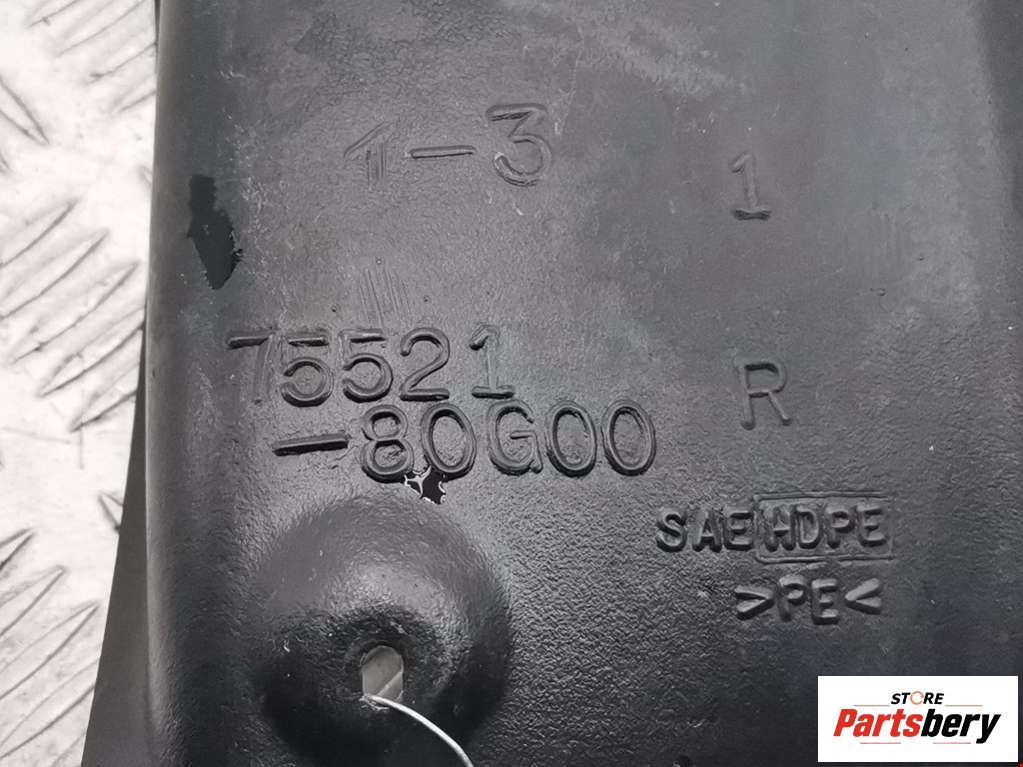 1-3
1
75521
-80G00
R
SAE HDPE
>PE<
STORE
Partsbery